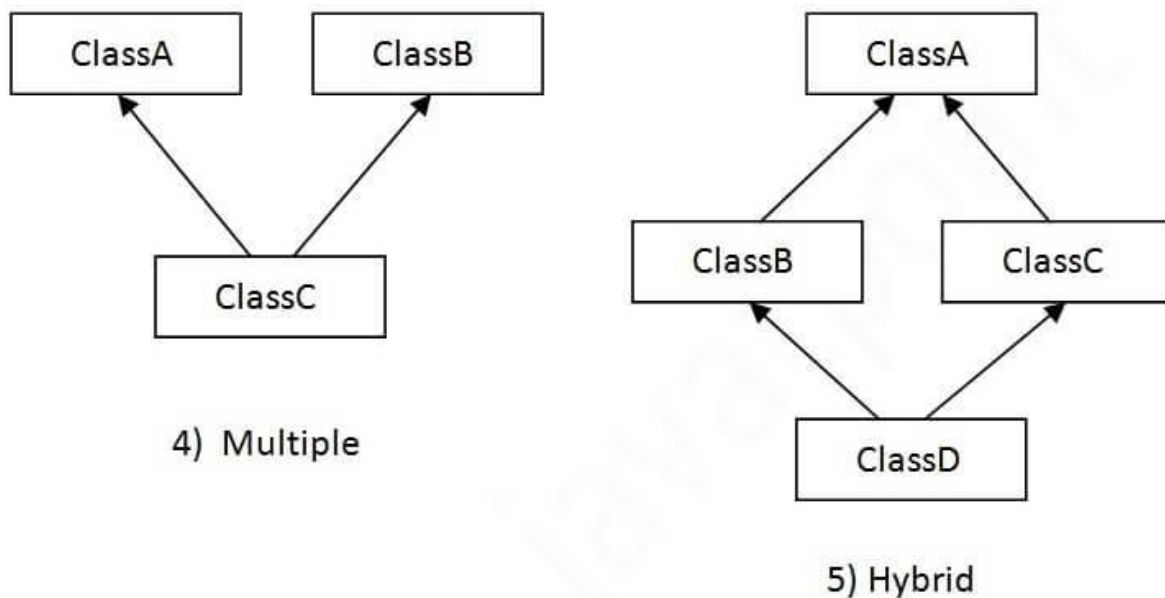 ClassA
ClassB
ClassC
4) Multiple
ClassA
ClassB
ClassC
ClassD
5) Hybrid